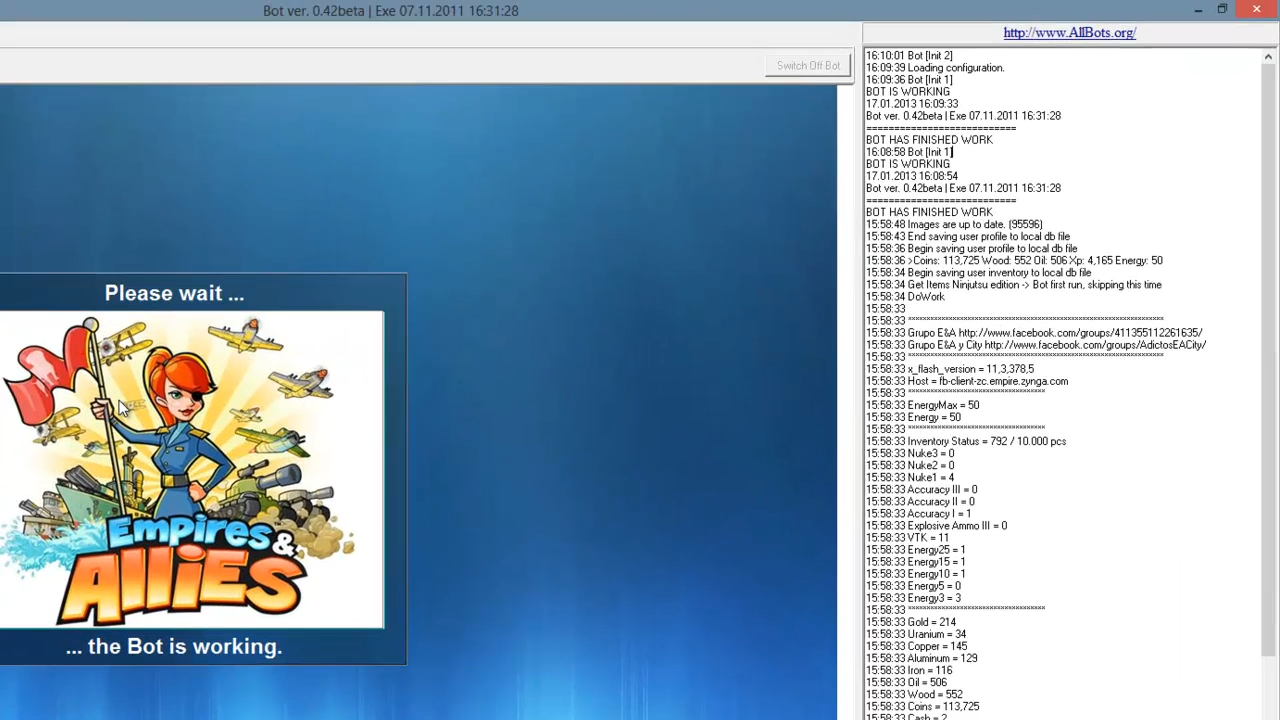 Bot ver. 0.42beta | Exe 07.11.2011 16:31:28
http://www.AllBots.org/
Switch Off Bot
Please wait ...
Empires &
Allies
... the Bot is working.
16:10:01 Bot [Init 2]
16:09:39 Loading configuration.
16:09:36 Bot [Init 1]
BOT IS WORKING
17.01.2013 16:09:33
Bot ver. 0.42beta | Exe 07.11.2011 16:31:28
===========================
BOT HAS FINISHED WORK
16:08:58 Bot [Init 1]
BOT IS WORKING
17.01.2013 16:08:54
Bot ver. 0.42beta | Exe 07.11.2011 16:31:28
===========================
BOT HAS FINISHED WORK
15:58:48 Images are up to date. (95596)
15:58:43 End saving user profile to local db file
15:58:36 Begin saving user profile to local db file
15:58:36 >Coins: 113,725 Wood: 552 Oil: 506 Xp: 4,165 Energy: 50
15:58:34 Begin saving user inventory to local db file
15:58:34 Get Items Ninjutsu edition -> Bot first run, skipping this time
15:58:34 DoWork
15:58:33
15:58:33 ****************************************************************
15:58:33 Grupo E&A http://www.facebook.com/groups/411355112261635/
15:58:33 Grupo E&A y City http://www.facebook.com/groups/AdictosEACity/
15:58:33 ****************************************************************
15:58:33 x_flash_version = 11,3,378,5
15:58:33 Host = fb-client-zc.empire.zynga.com
15:58:33 **********************************
15:58:33 EnergyMax = 50
15:58:33 Energy = 50
15:58:33 **********************************
15:58:33 Inventory Status = 792 / 10.000 pcs
15:58:33 Nuke3 = 0
15:58:33 Nuke2 = 0
15:58:33 Nuke1 = 4
15:58:33 Accuracy III = 0
15:58:33 Accuracy II = 0
15:58:33 Accuracy I = 1
15:58:33 Explosive Ammo III = 0
15:58:33 VTK = 11
15:58:33 Energy25 = 1
15:58:33 Energy15 = 1
15:58:33 Energy10 = 1
15:58:33 Energy5 = 0
15:58:33 Energy3 = 3
15:58:33 **********************************
15:58:33 Gold = 214
15:58:33 Uranium = 34
15:58:33 Copper = 145
15:58:33 Aluminum = 129
15:58:33 Iron = 116
15:58:33 Oil = 506
15:58:33 Wood = 552
15:58:33 Coins = 113,725
15:58:33 Cash = 2